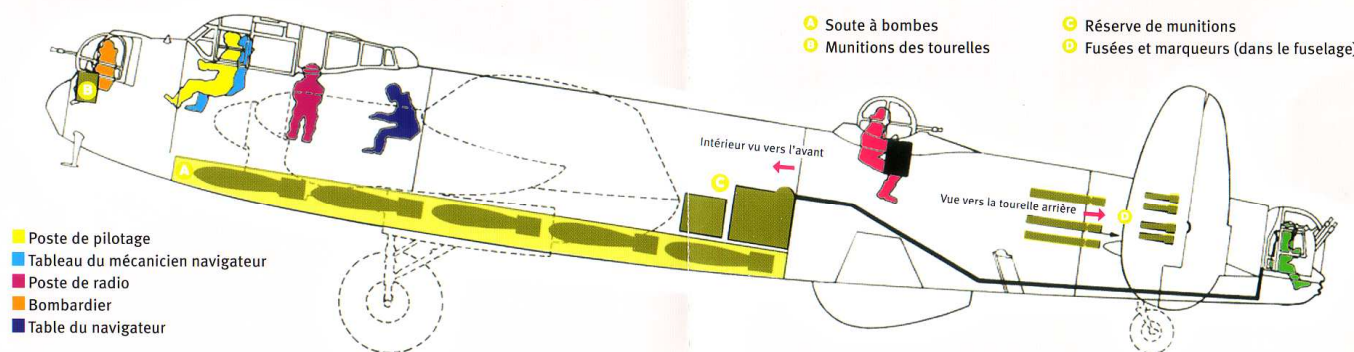 A Soute à bombes
B Munitions des tourelles
C Réserve de munitions
D Fusées et marqueurs (dans le fuselage)
B
Intérieur vu vers l'avant
A
C
Vue vers la tourelle arrière
D
Poste de pilotage
Tableau du mécanicien navigateur
Poste de radio
Bombardier
Table du navigateur